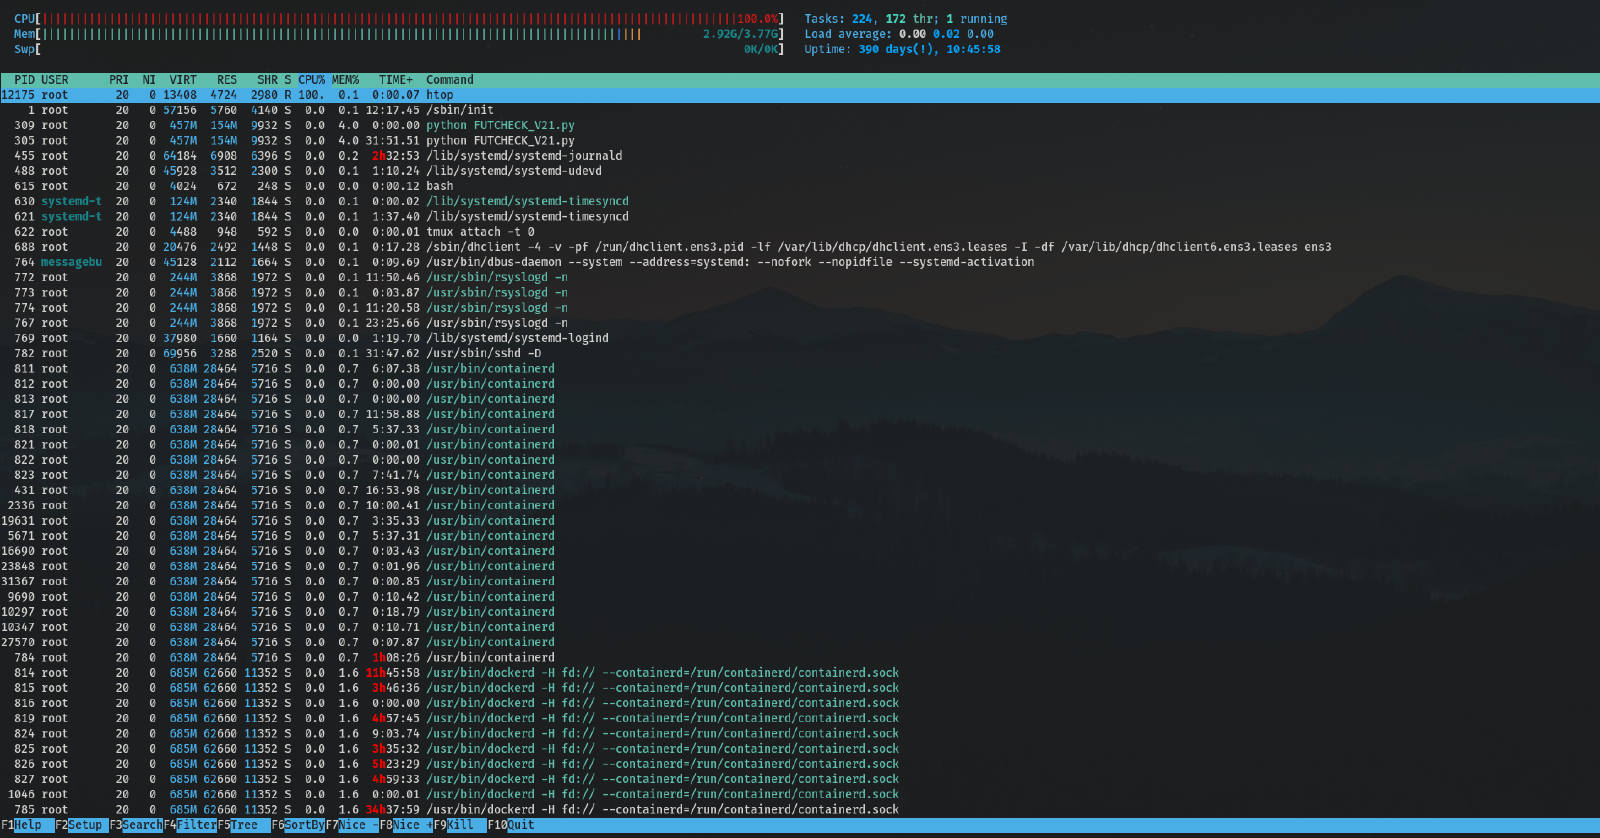 CPU[100.0%] Tasks: 224, 172 thr; 1 running
Mem[2.92G/3.77G] Load average: 0.00 0.02 0.00
Swp[0K/0K] Uptime: 390 days(!), 10:45:58
PID USER PRI NI VIRT RES SHR S CPU% MEM% TIME+ Command
12175 root 20 0 13408 4724 2980 R 100. 0.1 0:00.07 htop
1 root 20 0 57156 5760 4140 S 0.0 0.1 12:17.45 /sbin/init
309 root 20 0 457M 154M 9932 S 0.0 4.0 0:00.00 python FUTCHECK_V21.py
305 root 20 0 457M 154M 9932 S 0.0 4.0 31:51.51 python FUTCHECK_V21.py
455 root 20 0 64184 6908 6396 S 0.0 0.2 2h32:53 /lib/systemd/systemd-journald
488 root 20 0 45928 3512 2300 S 0.0 0.1 1:10.24 /lib/systemd/systemd-udevd
615 root 20 0 4024 672 248 S 0.0 0.0 0:00.12 bash
630 systemd-t 20 0 124M 2340 1844 S 0.0 0.1 0:00.02 /lib/systemd/systemd-timesyncd
621 systemd-t 20 0 124M 2340 1844 S 0.0 0.1 1:37.40 /lib/systemd/systemd-timesyncd
622 root 20 0 4488 948 592 S 0.0 0.0 0:00.01 tmux attach -t 0
688 root 20 0 20476 2492 1448 S 0.0 0.1 0:17.28 /sbin/dhclient -4 -v -pf /run/dhclient.ens3.pid -lf /var/lib/dhcp/dhclient.ens3.leases -I -df /var/lib/dhcp/dhclient6.ens3.leases ens3
764 messagebu 20 0 45128 2112 1664 S 0.0 0.1 0:09.69 /usr/bin/dbus-daemon --system --address=systemd: --nofork --nopidfile --systemd-activation
772 root 20 0 244M 3868 1972 S 0.0 0.1 11:50.46 /usr/sbin/rsyslogd -n
773 root 20 0 244M 3868 1972 S 0.0 0.1 0:03.87 /usr/sbin/rsyslogd -n
774 root 20 0 244M 3868 1972 S 0.0 0.1 11:20.58 /usr/sbin/rsyslogd -n
767 root 20 0 244M 3868 1972 S 0.0 0.1 23:25.66 /usr/sbin/rsyslogd -n
769 root 20 0 37980 1660 1164 S 0.0 0.0 1:19.70 /lib/systemd/systemd-logind
782 root 20 0 69956 3288 2520 S 0.0 0.1 31:47.62 /usr/sbin/sshd -D
811 root 20 0 638M 28464 5716 S 0.0 0.7 6:07.38 /usr/bin/containerd
812 root 20 0 638M 28464 5716 S 0.0 0.7 0:00.00 /usr/bin/containerd
813 root 20 0 638M 28464 5716 S 0.0 0.7 0:00.00 /usr/bin/containerd
817 root 20 0 638M 28464 5716 S 0.0 0.7 11:58.88 /usr/bin/containerd
818 root 20 0 638M 28464 5716 S 0.0 0.7 5:37.33 /usr/bin/containerd
821 root 20 0 638M 28464 5716 S 0.0 0.7 0:00.01 /usr/bin/containerd
822 root 20 0 638M 28464 5716 S 0.0 0.7 0:00.00 /usr/bin/containerd
823 root 20 0 638M 28464 5716 S 0.0 0.7 7:41.74 /usr/bin/containerd
431 root 20 0 638M 28464 5716 S 0.0 0.7 16:53.98 /usr/bin/containerd
2336 root 20 0 638M 28464 5716 S 0.0 0.7 10:00.41 /usr/bin/containerd
19631 root 20 0 638M 28464 5716 S 0.0 0.7 3:35.33 /usr/bin/containerd
5671 root 20 0 638M 28464 5716 S 0.0 0.7 5:37.31 /usr/bin/containerd
16690 root 20 0 638M 28464 5716 S 0.0 0.7 0:03.43 /usr/bin/containerd
23848 root 20 0 638M 28464 5716 S 0.0 0.7 0:01.96 /usr/bin/containerd
31367 root 20 0 638M 28464 5716 S 0.0 0.7 0:00.85 /usr/bin/containerd
9690 root 20 0 638M 28464 5716 S 0.0 0.7 0:10.42 /usr/bin/containerd
10297 root 20 0 638M 28464 5716 S 0.0 0.7 0:18.79 /usr/bin/containerd
10347 root 20 0 638M 28464 5716 S 0.0 0.7 0:10.71 /usr/bin/containerd
27570 root 20 0 638M 28464 5716 S 0.0 0.7 0:07.87 /usr/bin/containerd
784 root 20 0 638M 28464 5716 S 0.0 0.7 1h08:26 /usr/bin/containerd
814 root 20 0 685M 62660 11352 S 0.0 1.6 11h45:58 /usr/bin/dockerd -H fd:// --containerd=/run/containerd/containerd.sock
815 root 20 0 685M 62660 11352 S 0.0 1.6 3h46:36 /usr/bin/dockerd -H fd:// --containerd=/run/containerd/containerd.sock
816 root 20 0 685M 62660 11352 S 0.0 1.6 0:00.00 /usr/bin/dockerd -H fd:// --containerd=/run/containerd/containerd.sock
819 root 20 0 685M 62660 11352 S 0.0 1.6 4h57:45 /usr/bin/dockerd -H fd:// --containerd=/run/containerd/containerd.sock
824 root 20 0 685M 62660 11352 S 0.0 1.6 9:03.74 /usr/bin/dockerd -H fd:// --containerd=/run/containerd/containerd.sock
825 root 20 0 685M 62660 11352 S 0.0 1.6 3h35:32 /usr/bin/dockerd -H fd:// --containerd=/run/containerd/containerd.sock
826 root 20 0 685M 62660 11352 S 0.0 1.6 5h23:29 /usr/bin/dockerd -H fd:// --containerd=/run/containerd/containerd.sock
827 root 20 0 685M 62660 11352 S 0.0 1.6 4h59:33 /usr/bin/dockerd -H fd:// --containerd=/run/containerd/containerd.sock
1046 root 20 0 685M 62660 11352 S 0.0 1.6 0:00.01 /usr/bin/dockerd -H fd:// --containerd=/run/containerd/containerd.sock
785 root 20 0 685M 62660 11352 S 0.0 1.6 34h37:59 /usr/bin/dockerd -H fd:// --containerd=/run/containerd/containerd.sock
F1Help F2Setup F3SearchF4FilterF5Tree F6SortByF7Nice -F8Nice +F9Kill F10Quit